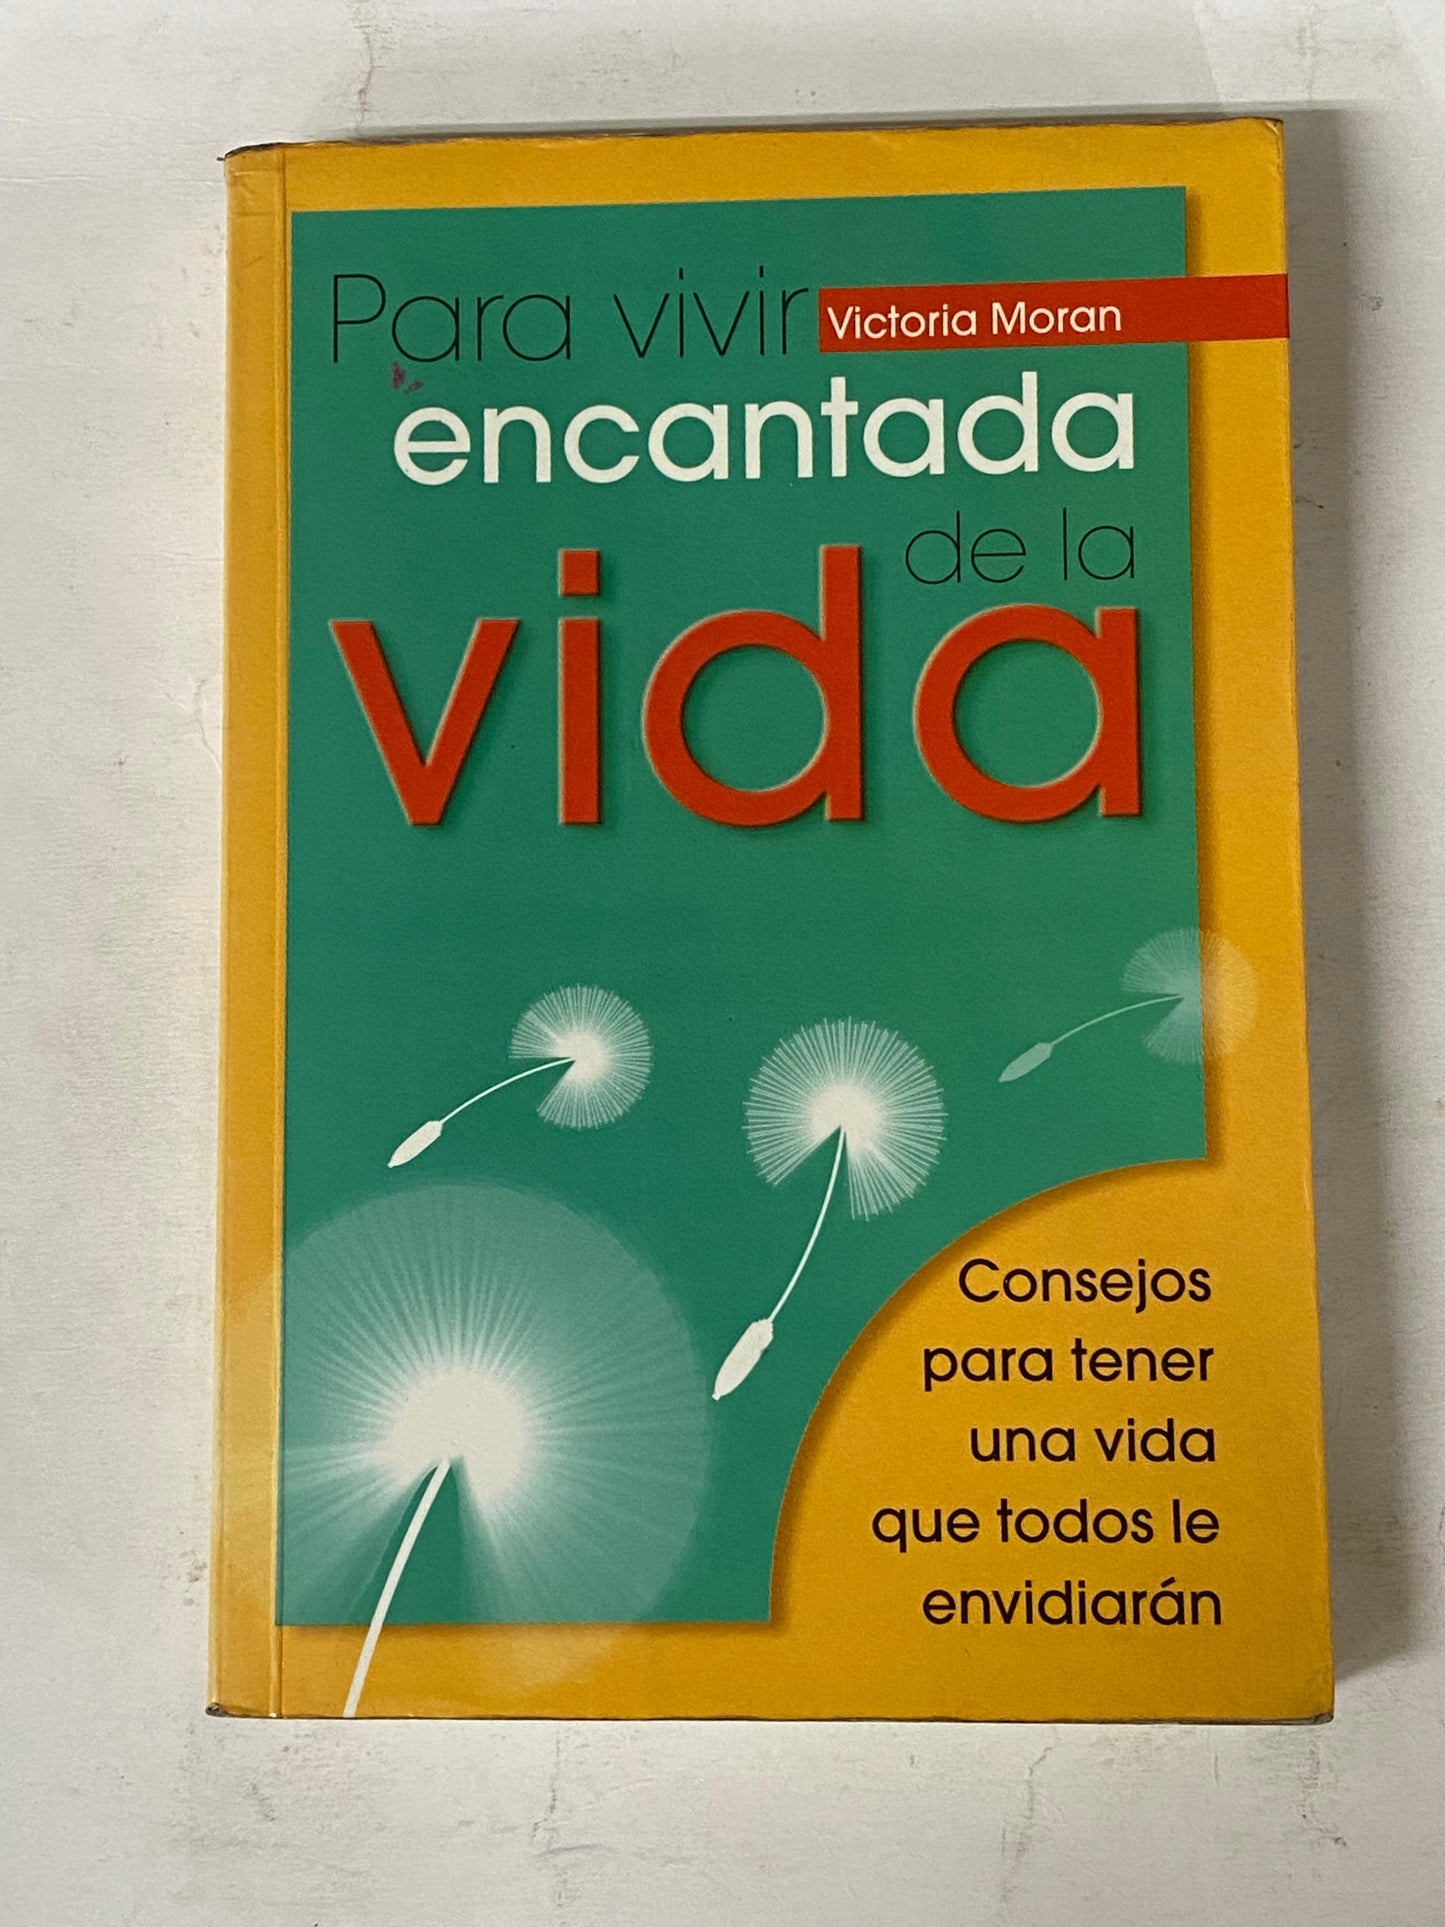 Para vivir
Victoria Moran
encantada
de la
vida
Consejos
para tener
una vida
que todos le
envidiarán